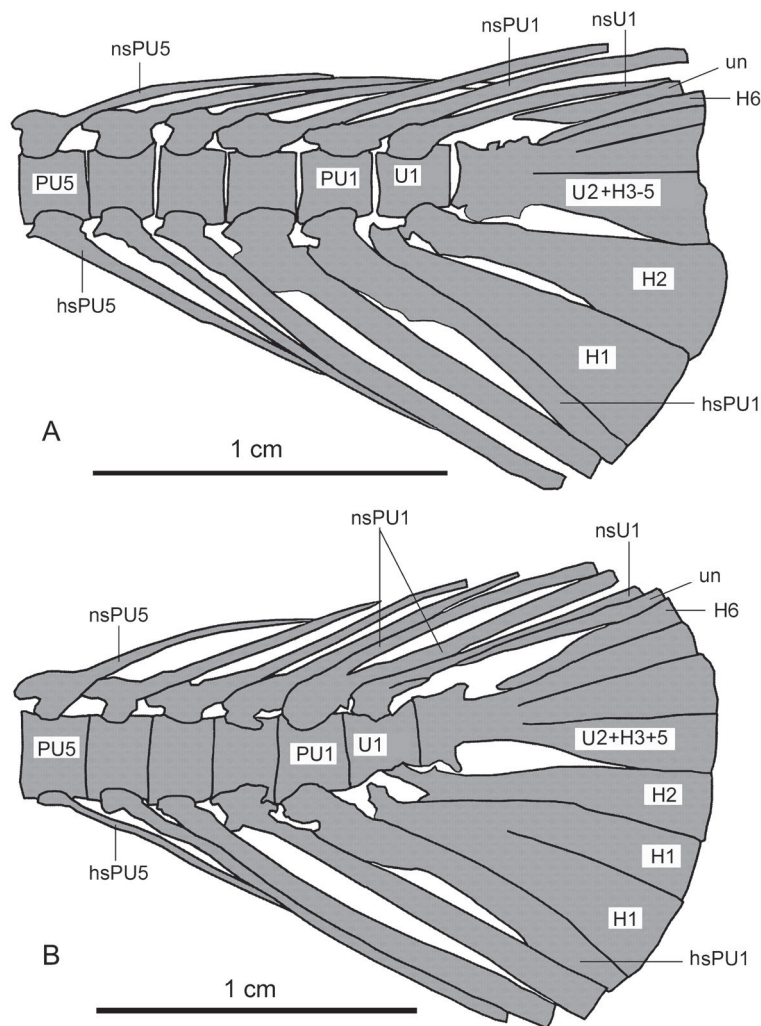 nsPU5
nsPU1
nsU1
un
H6
PU5
PU1
U1
U2+H3-5
H2
H1
hsPU5
hsPU1
A
1 cm
nsPU1
nsU1
un
H6
nsPU5
PU5
PU1
U1
U2+H3+5
H2
H1
H1
hsPU5
hsPU1
B
1 cm